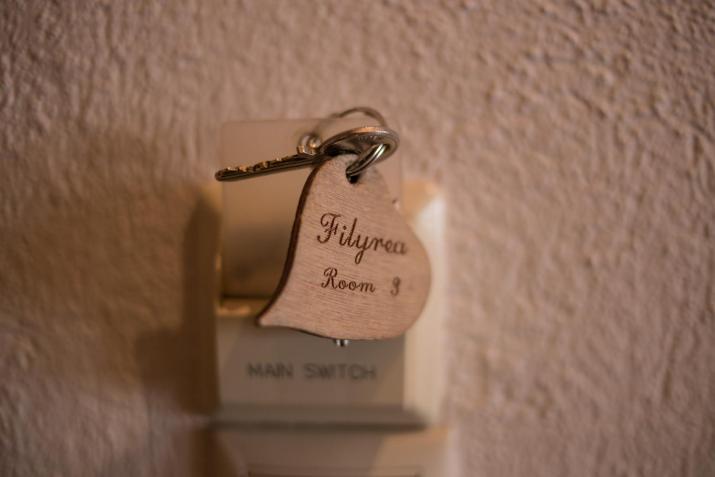 Filyrea
Room 3
MAIN SWITCH